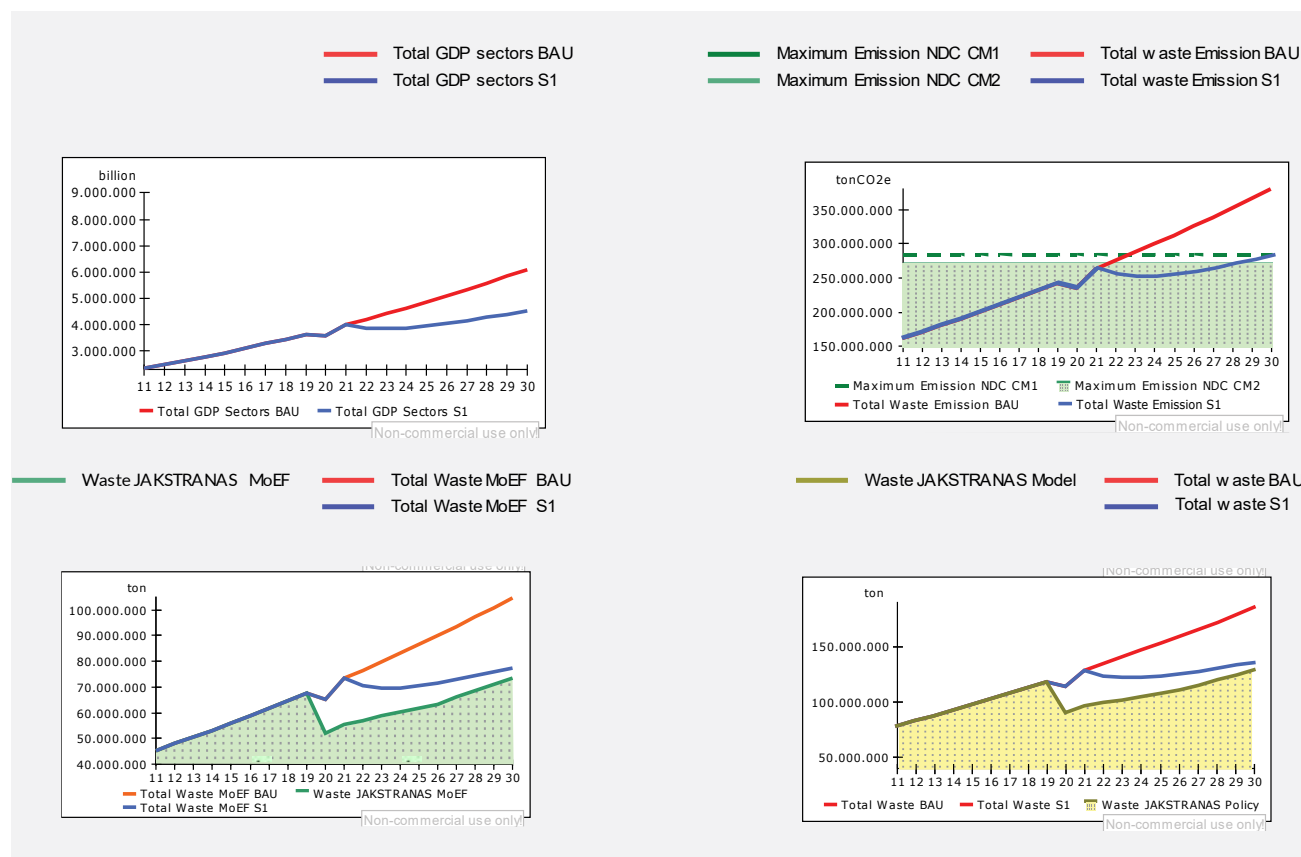 Total GDP sectors BAU
Total GDP sectors S1
Maximum Emission NDC CM1
Total waste Emission BAU
Maximum Emission NDC CM2
Total waste Emission S1
billion
9.000.000
8.000.000
7.000.000
6.000.000
5.000.000
4.000.000
3.000.000
11 12 13 14 15 16 17 18 19 20 21 22 23 24 25 26 27 28 29 30
Total GDP Sectors BAU Total GDP Sectors S1
Non-commercial use only!
tonCO2e
350.000.000
300.000.000
250.000.000
200.000.000
150.000.000
11 12 13 14 15 16 17 18 19 20 21 22 23 24 25 26 27 28 29 30
Maximum Emission NDC CM1 Maximum Emission NDC CM2
Total Waste Emission BAU Total Waste Emission S1
Non-commercial use only!
Waste JAKSTRANAS MoEF
Total Waste MoEF BAU
Total Waste MoEF S1
Waste JAKSTRANAS Model
Total waste BAU
Total waste S1
Non-commercial use only!
ton
100.000.000
90.000.000
80.000.000
70.000.000
60.000.000
50.000.000
40.000.000
11 12 13 14 15 16 17 18 19 20 21 22 23 24 25 26 27 28 29 30
Total Waste MoEF BAU Waste JAKSTRANAS MoEF
Total Waste MoEF S1
Non-commercial use only!
Non-commercial use only!
ton
150.000.000
100.000.000
50.000.000
11 12 13 14 15 16 17 18 19 20 21 22 23 24 25 26 27 28 29 30
Total Waste BAU Total Waste S1 Waste JAKSTRANAS Policy
Non-commercial use only!